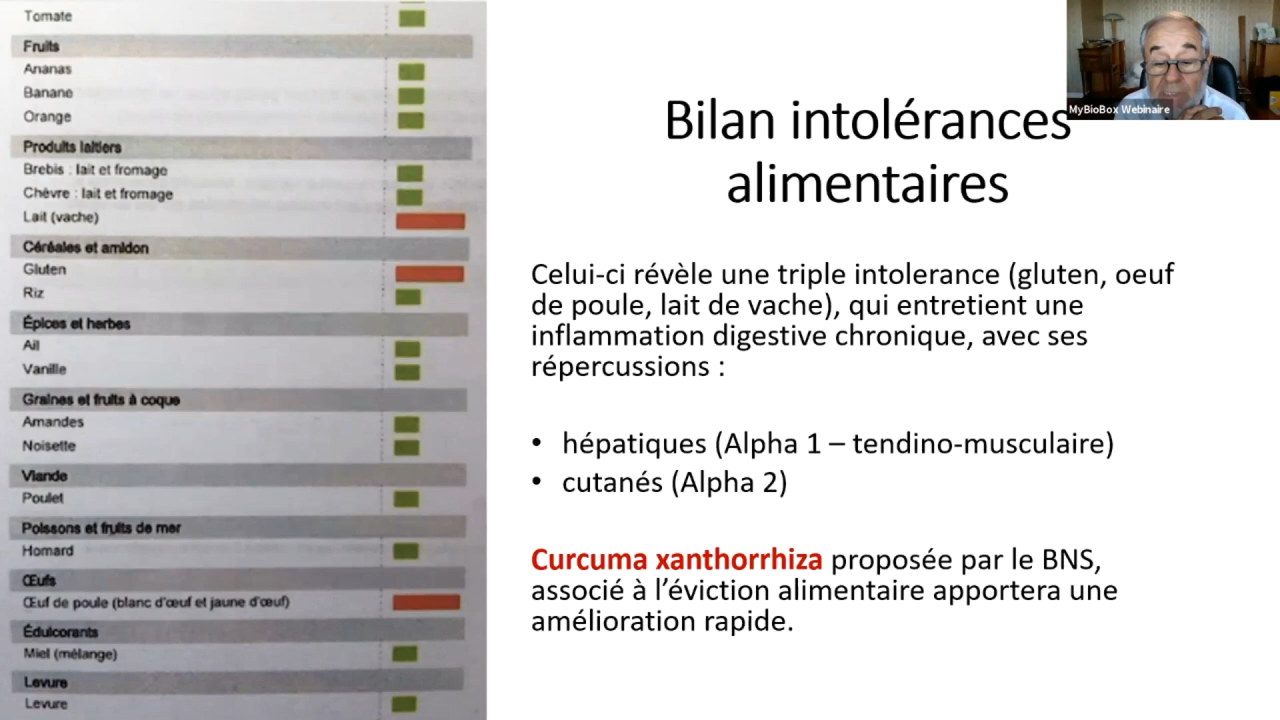 Tomate
Fruits
Ananas
Banane
Orange
Produits laitiers
Brebis : lait et fromage
Chèvre : lait et fromage
Lait (vache)
Céréales et amidon
Gluten
Riz
Épices et herbes
Ail
Vanille
Graines et fruits à coque
Amandes
Noisette
Viande
Poulet
Poissons et fruits de mer
Homard
Œufs
Œuf de poule (blanc d'œuf et jaune d'œuf)
Édulcorants
Miel (mélange)
Levure
Levure
Bilan intolérances
alimentaires
Celui-ci révèle une triple intolerance (gluten, oeuf
de poule, lait de vache), qui entretient une
inflammation digestive chronique, avec ses
répercussions :
• hépatiques (Alpha 1 – tendino-musculaire)
• cutanés (Alpha 2)
Curcuma xanthorrhiza proposée par le BNS,
associé à l'éviction alimentaire apportera une
amélioration rapide.
MyBioBox Webinaire